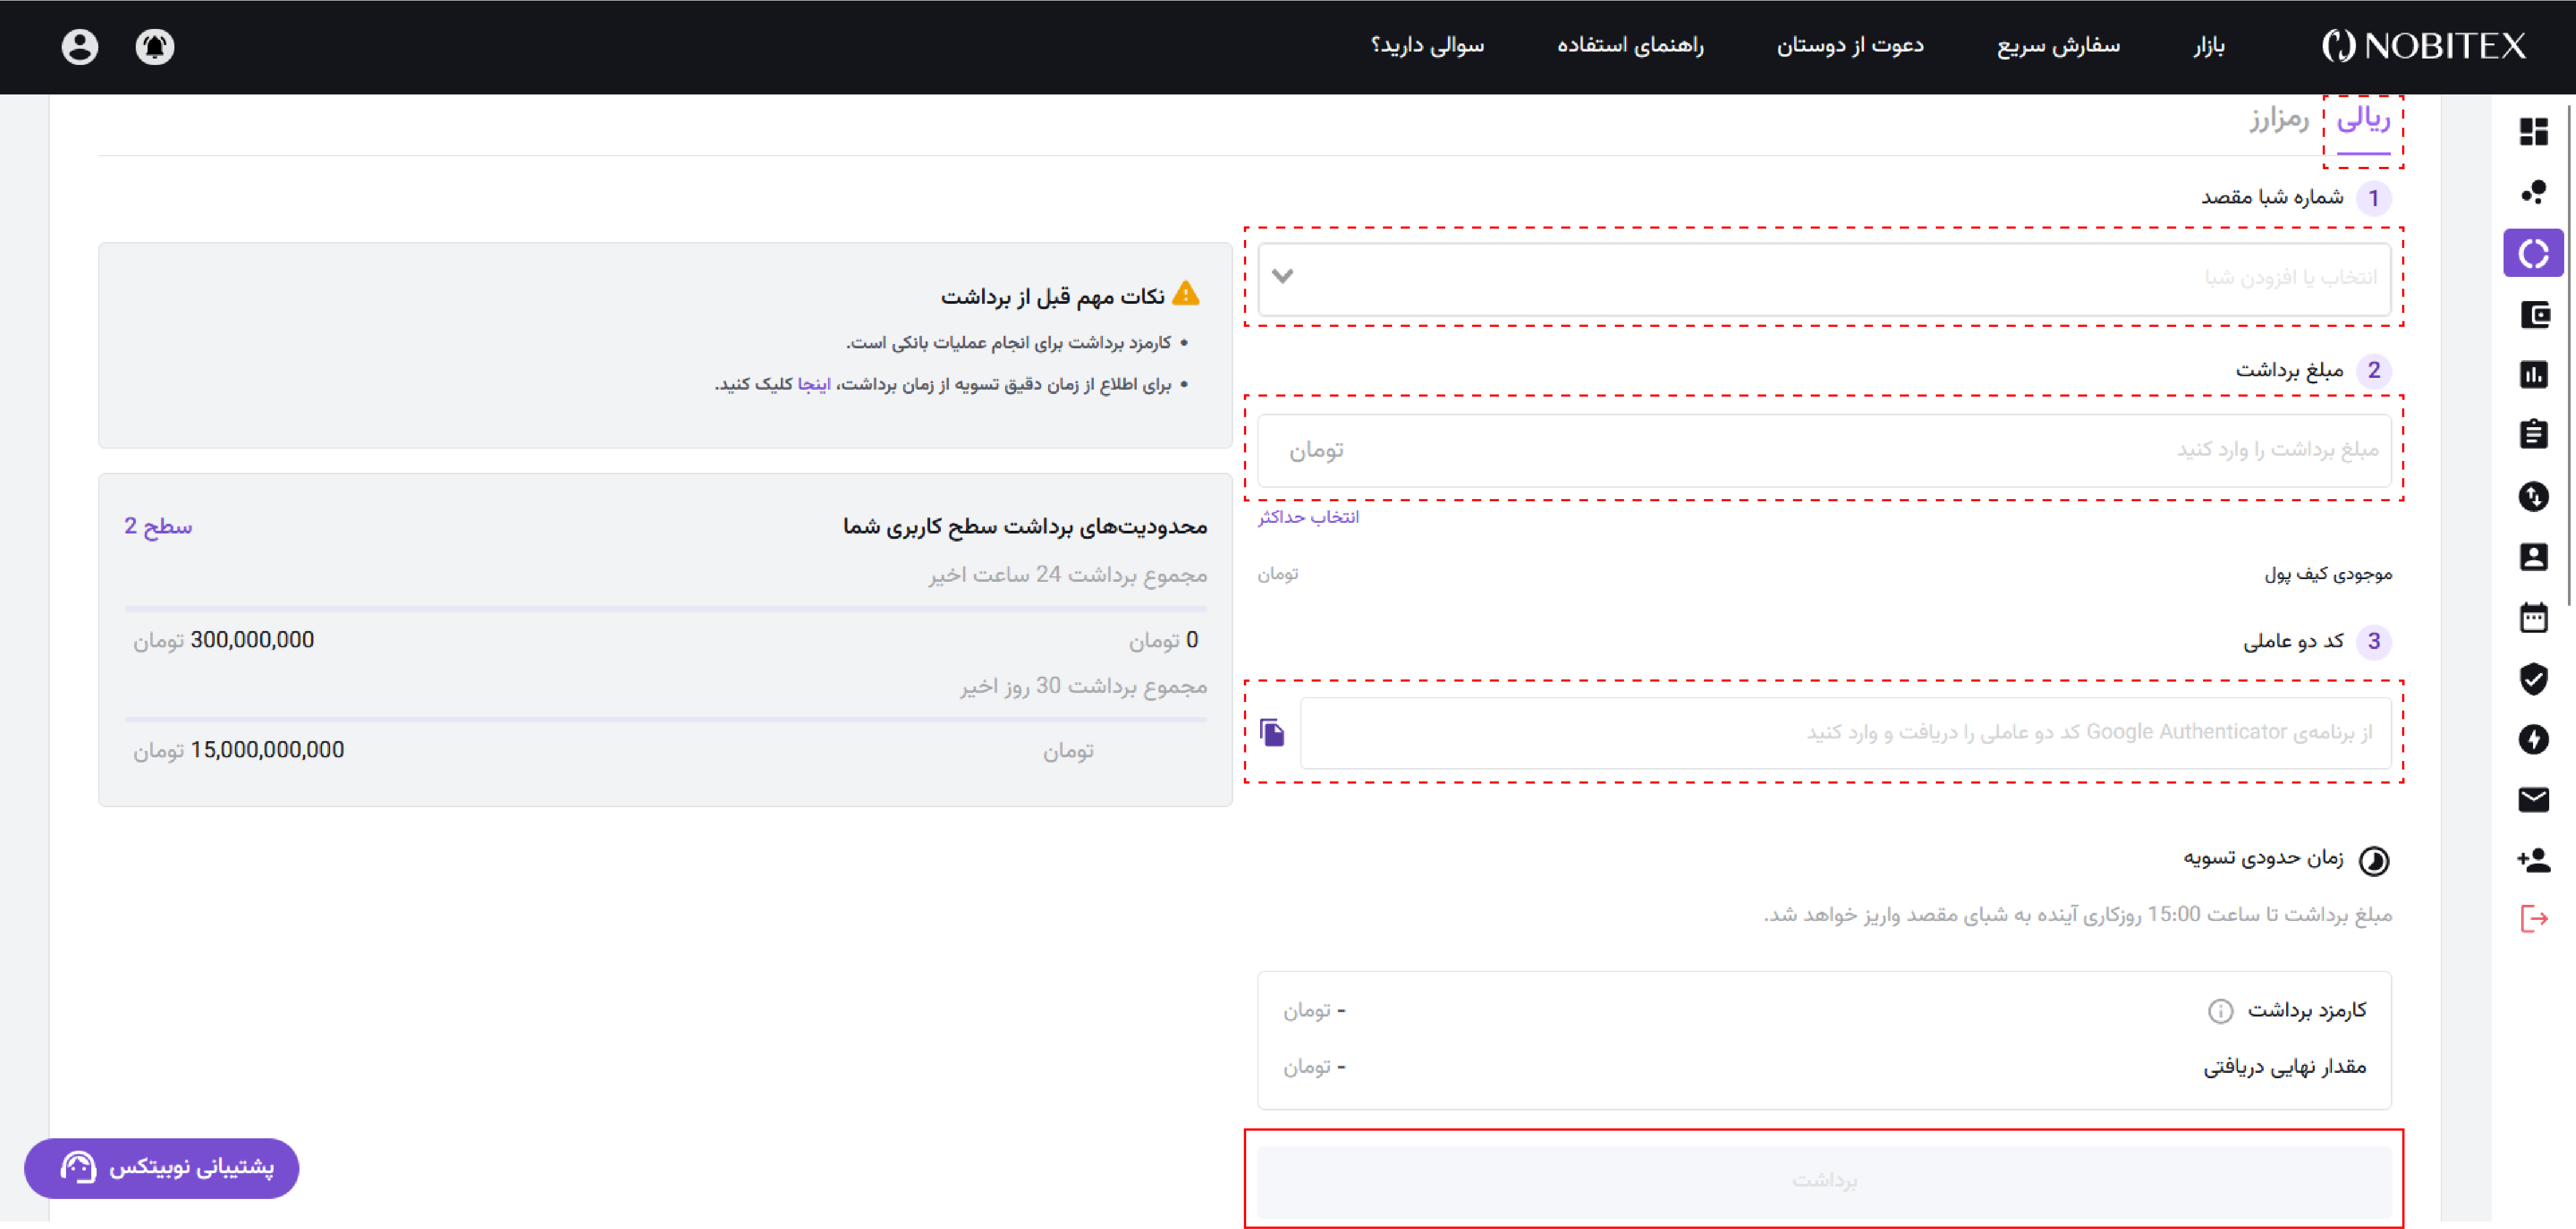 NOBITEX
بازار
سفارش سریع
دعوت از دوستان
راهنمای استفاده
سوالی دارید؟
ریالی
رمزارز
1 شماره شبا مقصد
انتخاب یا افزودن شبا
2 مبلغ برداشت
مبلغ برداشت را وارد کنید
تومان
انتخاب حداکثر
موجودی کیف پول
تومان
3 کد دو عاملی
از برنامه‌ی Google Authenticator کد دو عاملی را دریافت و وارد کنید
زمان حدودی تسویه
مبلغ برداشت تا ساعت 15:00 روزکاری آینده به شبای مقصد واریز خواهد شد.
کارمزد برداشت
- تومان
مقدار نهایی دریافتی
- تومان
برداشت
نکات مهم قبل از برداشت
• کارمزد برداشت برای انجام عملیات بانکی است.
• برای اطلاع از زمان دقیق تسویه از زمان برداشت، اینجا کلیک کنید.
محدودیت‌های برداشت سطح کاربری شما
سطح 2
مجموع برداشت 24 ساعت اخیر
0 تومان
300,000,000 تومان
مجموع برداشت 30 روز اخیر
تومان
15,000,000,000 تومان
پشتیبانی نوبیتکس